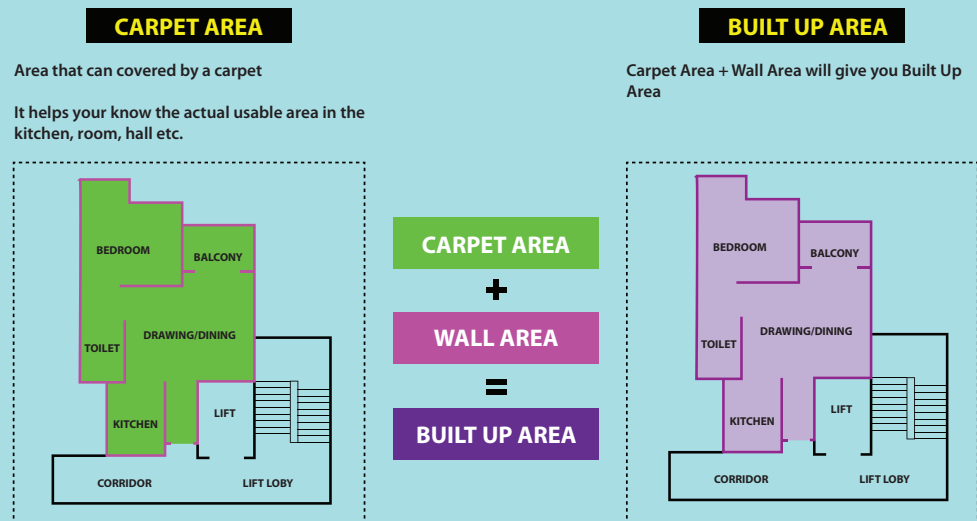 CARPET AREA
Area that can covered by a carpet
It helps your know the actual usable area in the
kitchen, room, hall etc.
BEDROOM
BALCONY
DRAWING/DINING
TOILET
LIFT
KITCHEN
CORRIDOR
LIFT LOBY
CARPET AREA
+
WALL AREA
=
BUILT UP AREA
BUILT UP AREA
Carpet Area + Wall Area will give you Built Up
Area
BEDROOM
BALCONY
DRAWING/DINING
TOILET
LIFT
KITCHEN
CORRIDOR
LIFT LOBY